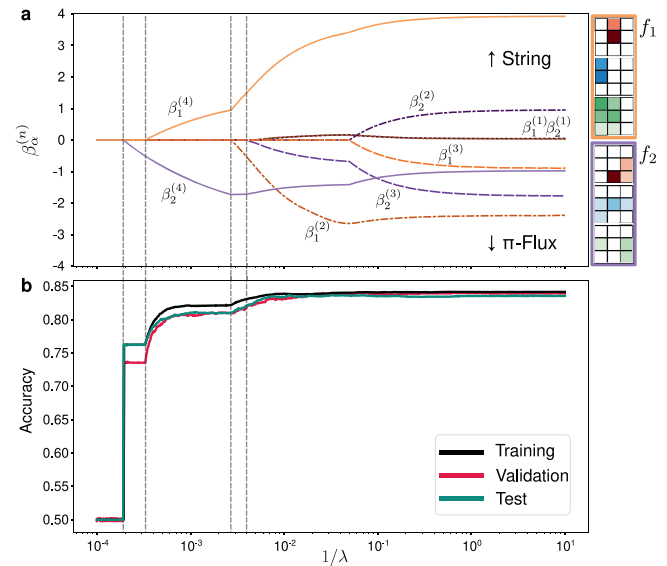 a
4
3
2
1
0
-1
-2
-3
-4
β_α^(n)
↑ String
↓ π-Flux
β_1^(4)
β_2^(4)
β_2^(2)
β_1^(1) β_2^(1)
β_1^(3)
β_2^(3)
β_1^(2)
f_1
f_2
b
0.85
0.80
0.75
0.70
0.65
0.60
0.55
0.50
Accuracy
Training
Validation
Test
10^-4
10^-3
10^-2
10^-1
10^0
10^1
1/λ